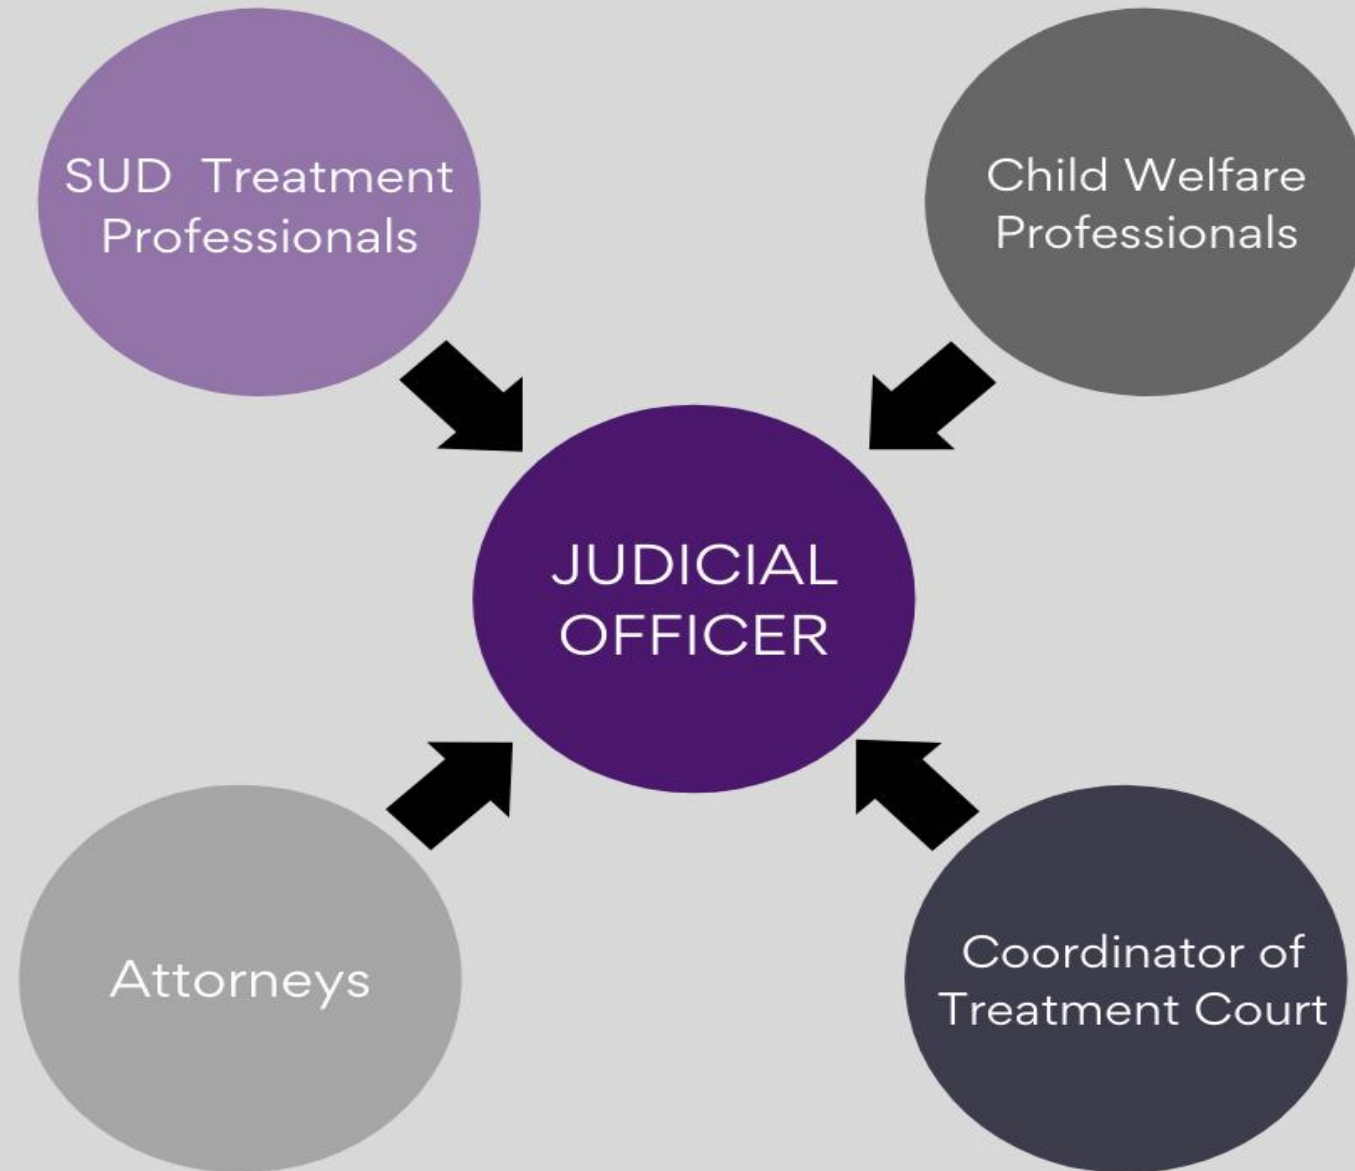 SUD Treatment
Professionals
Child Welfare
Professionals
JUDICIAL
OFFICER
Attorneys
Coordinator of
Treatment Court